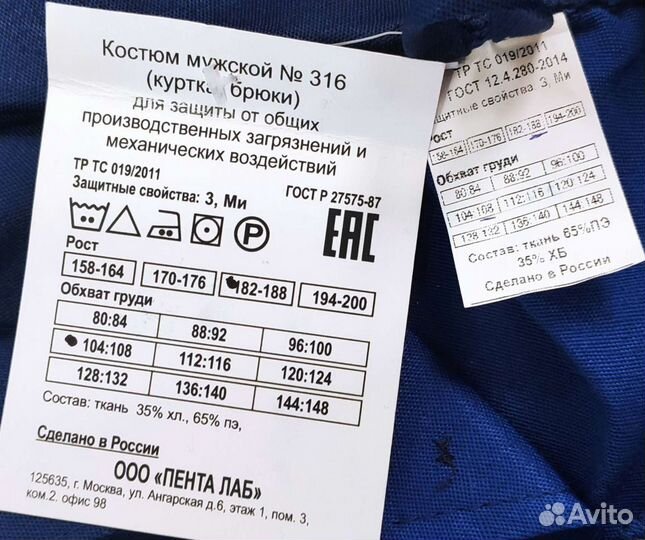 Костюм мужской № 316
(куртка брюки)
для защиты от общих
производственных загрязнений и
механических воздействий
ТР ТС 019/2011
Защитные свойства: З, Ми
ГОСТ Р 27575-87
EAC
Рост
158-164 170-176 182-188 194-200
Обхват груди
80:84 88:92 96:100
104:108 112:116 120:124
128:132 136:140 144:148
Состав: ткань 35% хл., 65% пэ,
Сделано в России
ООО «ПЕНТА ЛАБ»
125635, г. Москва, ул. Ангарская д.6, этаж 1, пом. 3,
ком.2. офис 98
ТР ТС 019/2011
ГОСТ 12.4.280-2014
Защитные свойства: З, Ми
Рост
158-164 170-176 182-188 194-200
Обхват груди
80:84 88:92 96:100
104:108 112:116 120:124
128:132 136:140 144:148
Состав: ткань 65%ПЭ
35% ХБ
Сделано в России
Avito